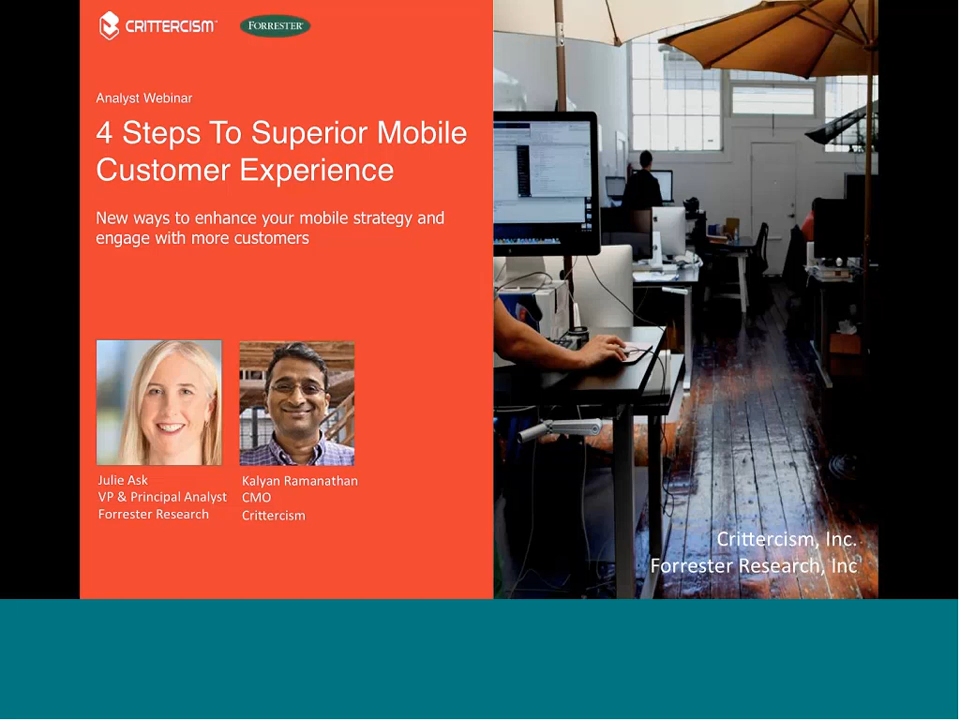 CRITTERCISM
FORRESTER
Analyst Webinar
4 Steps To Superior Mobile
Customer Experience
New ways to enhance your mobile strategy and
engage with more customers
Julie Ask
VP & Principal Analyst
Forrester Research
Kalyan Ramanathan
CMO
Crittercism
Crittercism, Inc.
Forrester Research, Inc